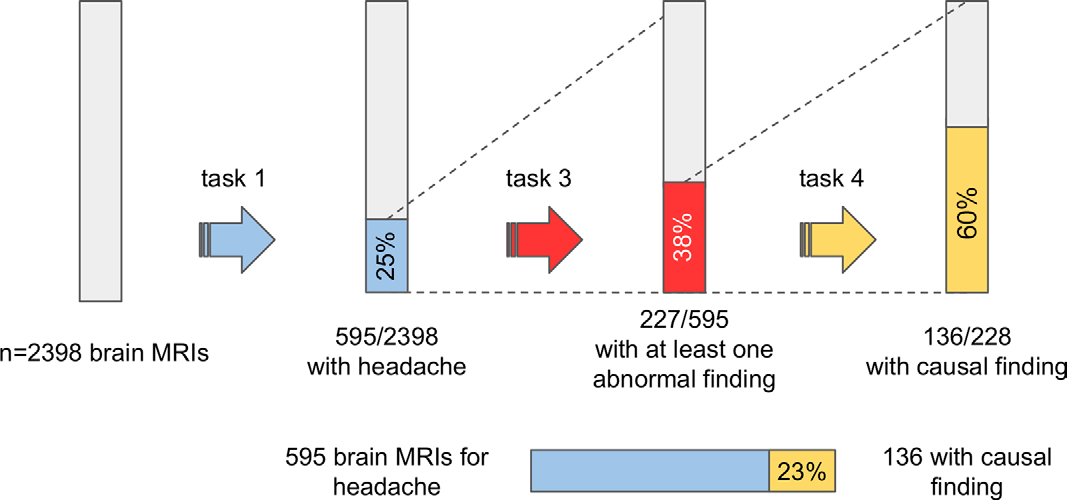 task 1
task 3
task 4
25%
38%
60%
n=2398 brain MRIs
595/2398
with headache
227/595
with at least one
abnormal finding
136/228
with causal finding
595 brain MRIs for
headache
23%
136 with causal
finding